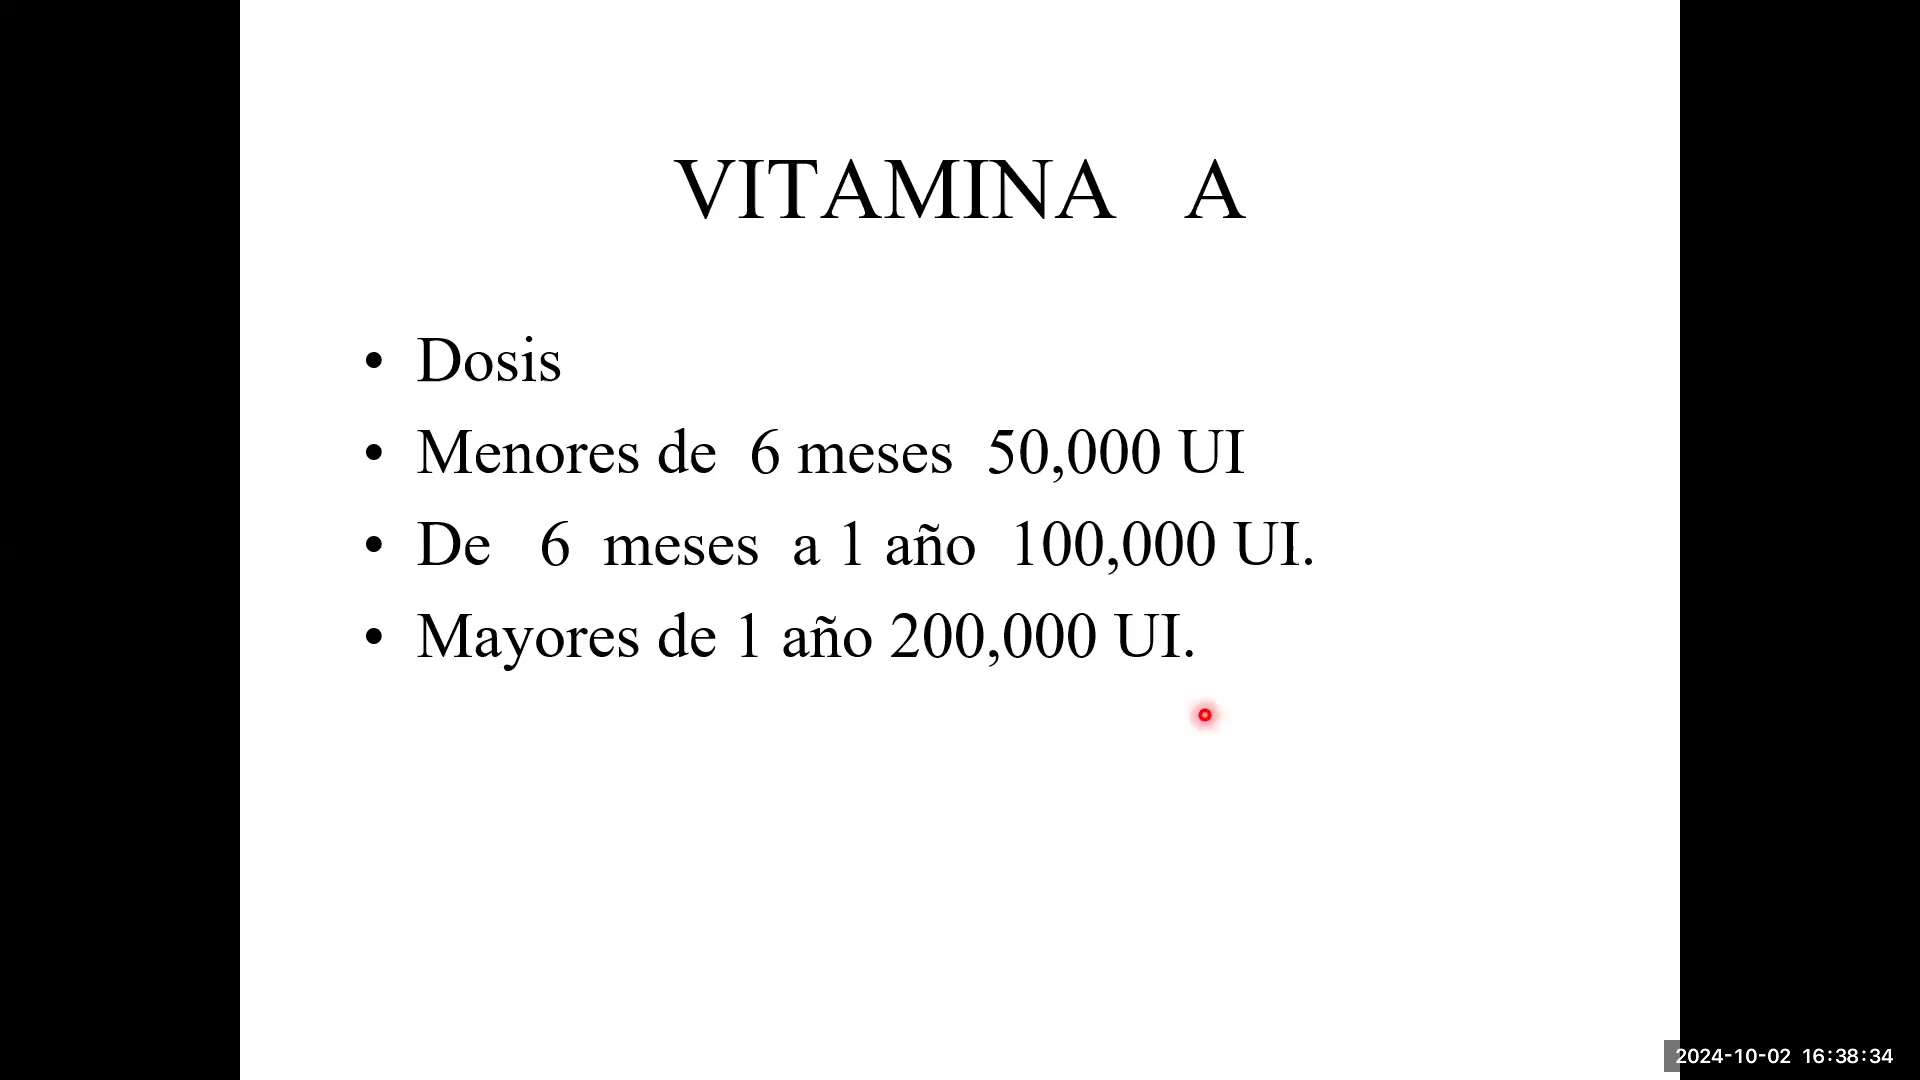 VITAMINA A
• Dosis
• Menores de 6 meses 50,000 UI
• De 6 meses a 1 año 100,000 UI.
• Mayores de 1 año 200,000 UI.
2024-10-02 16:38:34